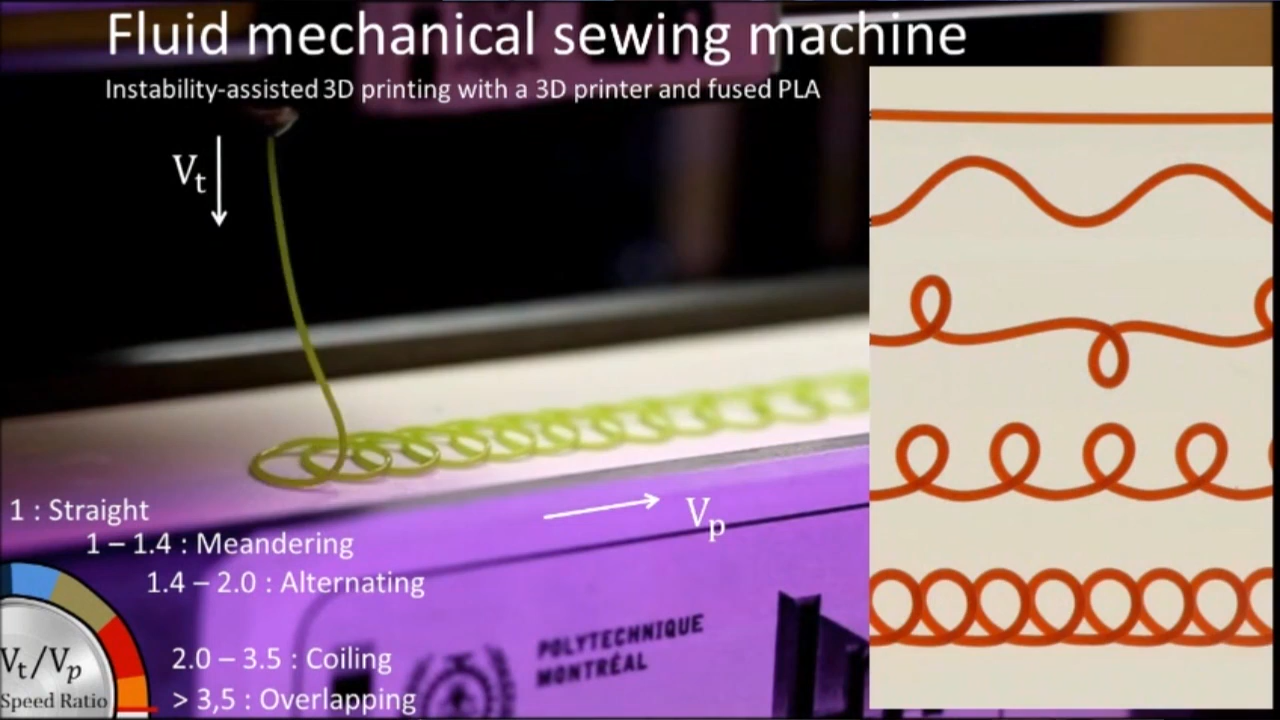 Fluid mechanical sewing machine
Instability-assisted 3D printing with a 3D printer and fused PLA
Vt
Vp
1 : Straight
1 – 1.4 : Meandering
1.4 – 2.0 : Alternating
2.0 – 3.5 : Coiling
> 3,5 : Overlapping
Vt/Vp
Speed Ratio
POLYTECHNIQUE
MONTRÉAL